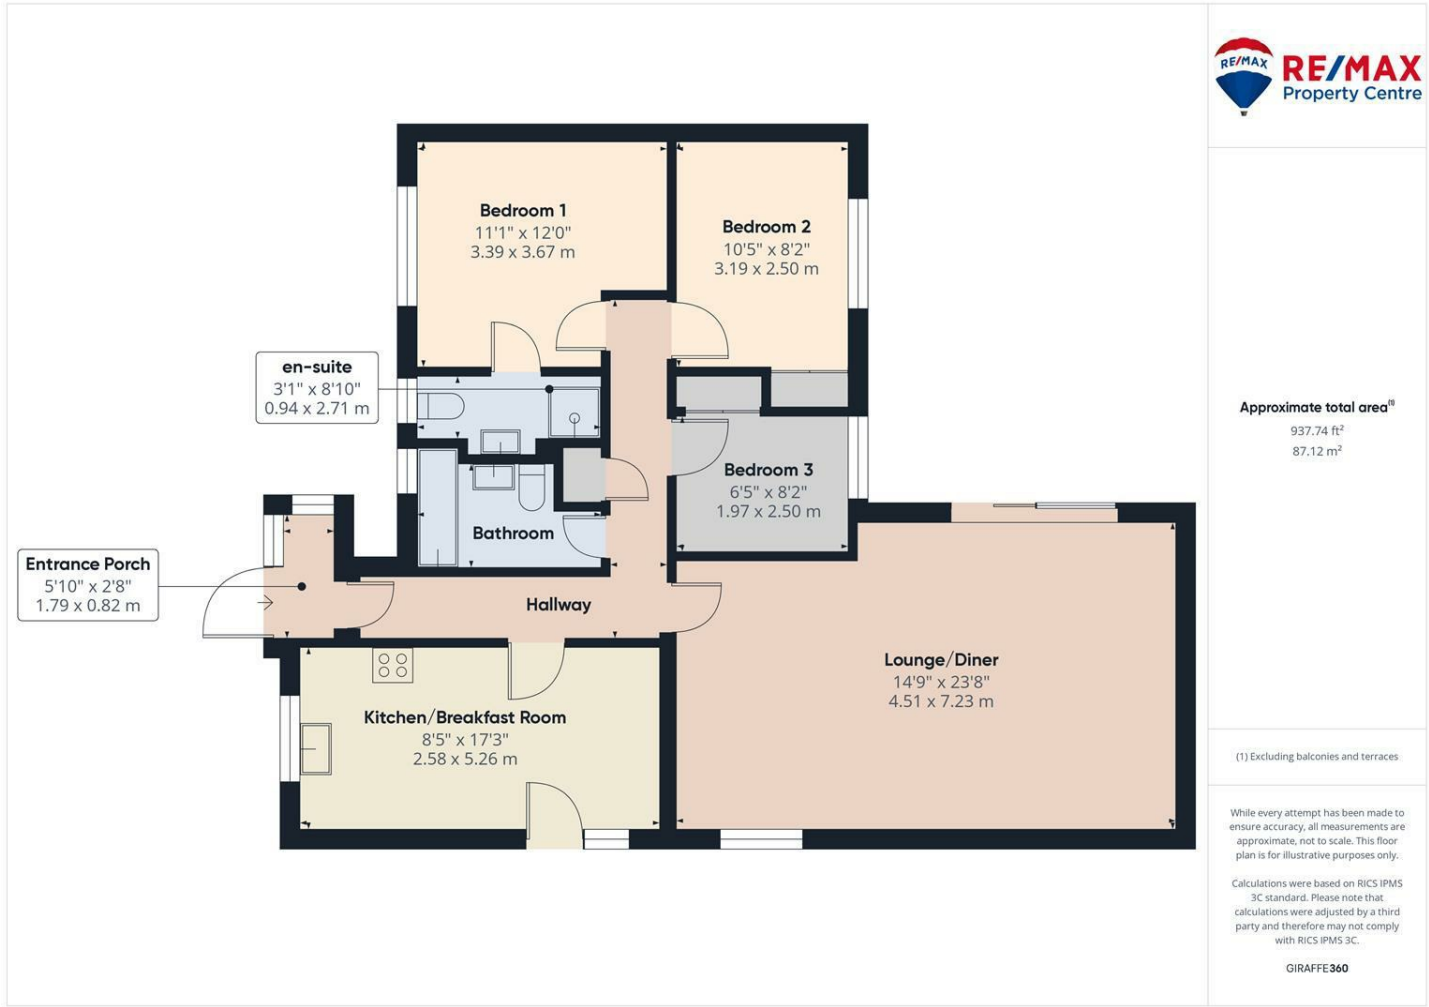 RE/MAX
RE/MAX
Property Centre
Bedroom 1
11'1" x 12'0"
3.39 x 3.67 m
Bedroom 2
10'5" x 8'2"
3.19 x 2.50 m
en-suite
3'1" x 8'10"
0.94 x 2.71 m
Bedroom 3
6'5" x 8'2"
1.97 x 2.50 m
Bathroom
Entrance Porch
5'10" x 2'8"
1.79 x 0.82 m
Hallway
Lounge/Diner
14'9" x 23'8"
4.51 x 7.23 m
Kitchen/Breakfast Room
8'5" x 17'3"
2.58 x 5.26 m
Approximate total area⁽¹⁾
937.74 ft²
87.12 m²
(1) Excluding balconies and terraces
While every attempt has been made to
ensure accuracy, all measurements are
approximate, not to scale. This floor
plan is for illustrative purposes only.
Calculations were based on RICS IPMS
3C standard. Please note that
calculations were adjusted by a third
party and therefore may not comply
with RICS IPMS 3C.
GIRAFFE360